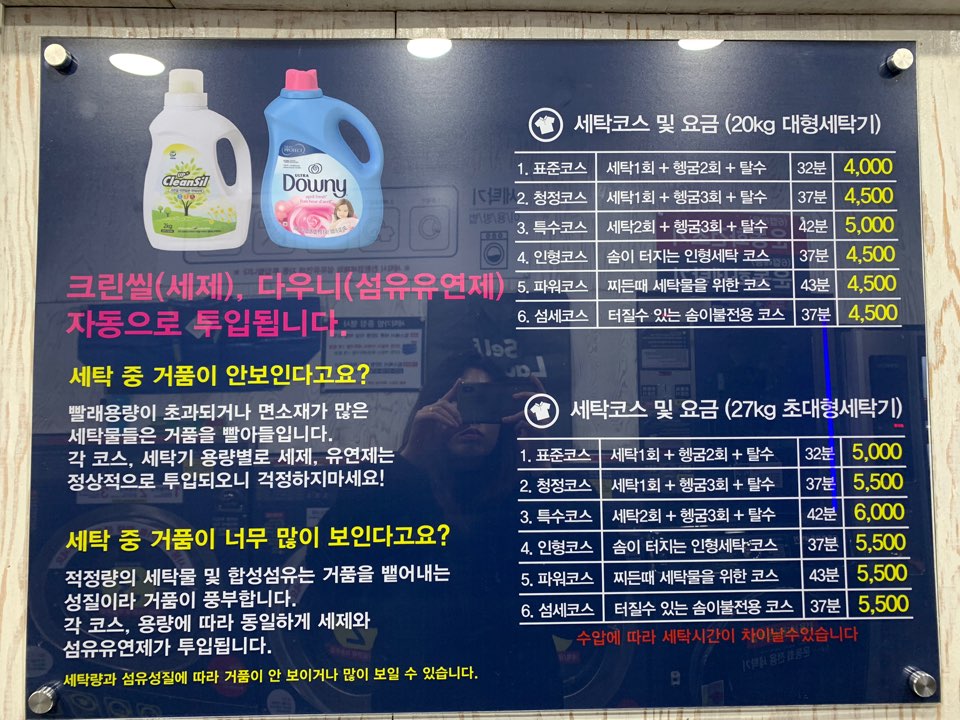 CleanSil
ULTRA
Downy
크린씰(세제), 다우니(섬유유연제)
자동으로 투입됩니다.
세탁 중 거품이 안보인다고요?
빨래용량이 초과되거나 면소재가 많은
세탁물들은 거품을 빨아들입니다.
각 코스, 세탁기 용량별로 세제, 유연제는
정상적으로 투입되오니 걱정하지마세요!
세탁 중 거품이 너무 많이 보인다고요?
적정량의 세탁물 및 합성섬유는 거품을 뱉어내는
성질이라 거품이 풍부합니다.
각 코스, 용량에 따라 동일하게 세제와
섬유유연제가 투입됩니다.
세탁량과 섬유성질에 따라 거품이 안 보이거나 많이 보일 수 있습니다.
세탁코스 및 요금 (20kg 대형세탁기)
1. 표준코스 세탁1회 + 헹굼2회 + 탈수 32분 4,000
2. 청정코스 세탁1회 + 헹굼3회 + 탈수 37분 4,500
3. 특수코스 세탁2회 + 헹굼3회 + 탈수 42분 5,000
4. 인형코스 솜이 터지는 인형세탁 코스 37분 4,500
5. 파워코스 찌든때 세탁물을 위한 코스 43분 4,500
6. 섬세코스 터질수 있는 솜이불전용 코스 37분 4,500
세탁코스 및 요금 (27kg 초대형세탁기)
1. 표준코스 세탁1회 + 헹굼2회 + 탈수 32분 5,000
2. 청정코스 세탁1회 + 헹굼3회 + 탈수 37분 5,500
3. 특수코스 세탁2회 + 헹굼3회 + 탈수 42분 6,000
4. 인형코스 솜이 터지는 인형세탁 코스 37분 5,500
5. 파워코스 찌든때 세탁물을 위한 코스 43분 5,500
6. 섬세코스 터질수 있는 솜이불전용 코스 37분 5,500
수압에 따라 세탁시간이 차이날수있습니다